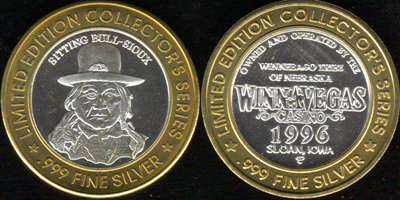 LIMITED EDITION COLLECTOR'S SERIES
SITTING BULL-SIOUX
.999 FINE SILVER
LIMITED EDITION COLLECTOR'S SERIES
OWNED AND OPERATED BY THE
WINNEBAGO TRIBE
OF NEBRASKA
WINNAVEGAS
CASINO
1996
SLOAN, IOWA
.999 FINE SILVER